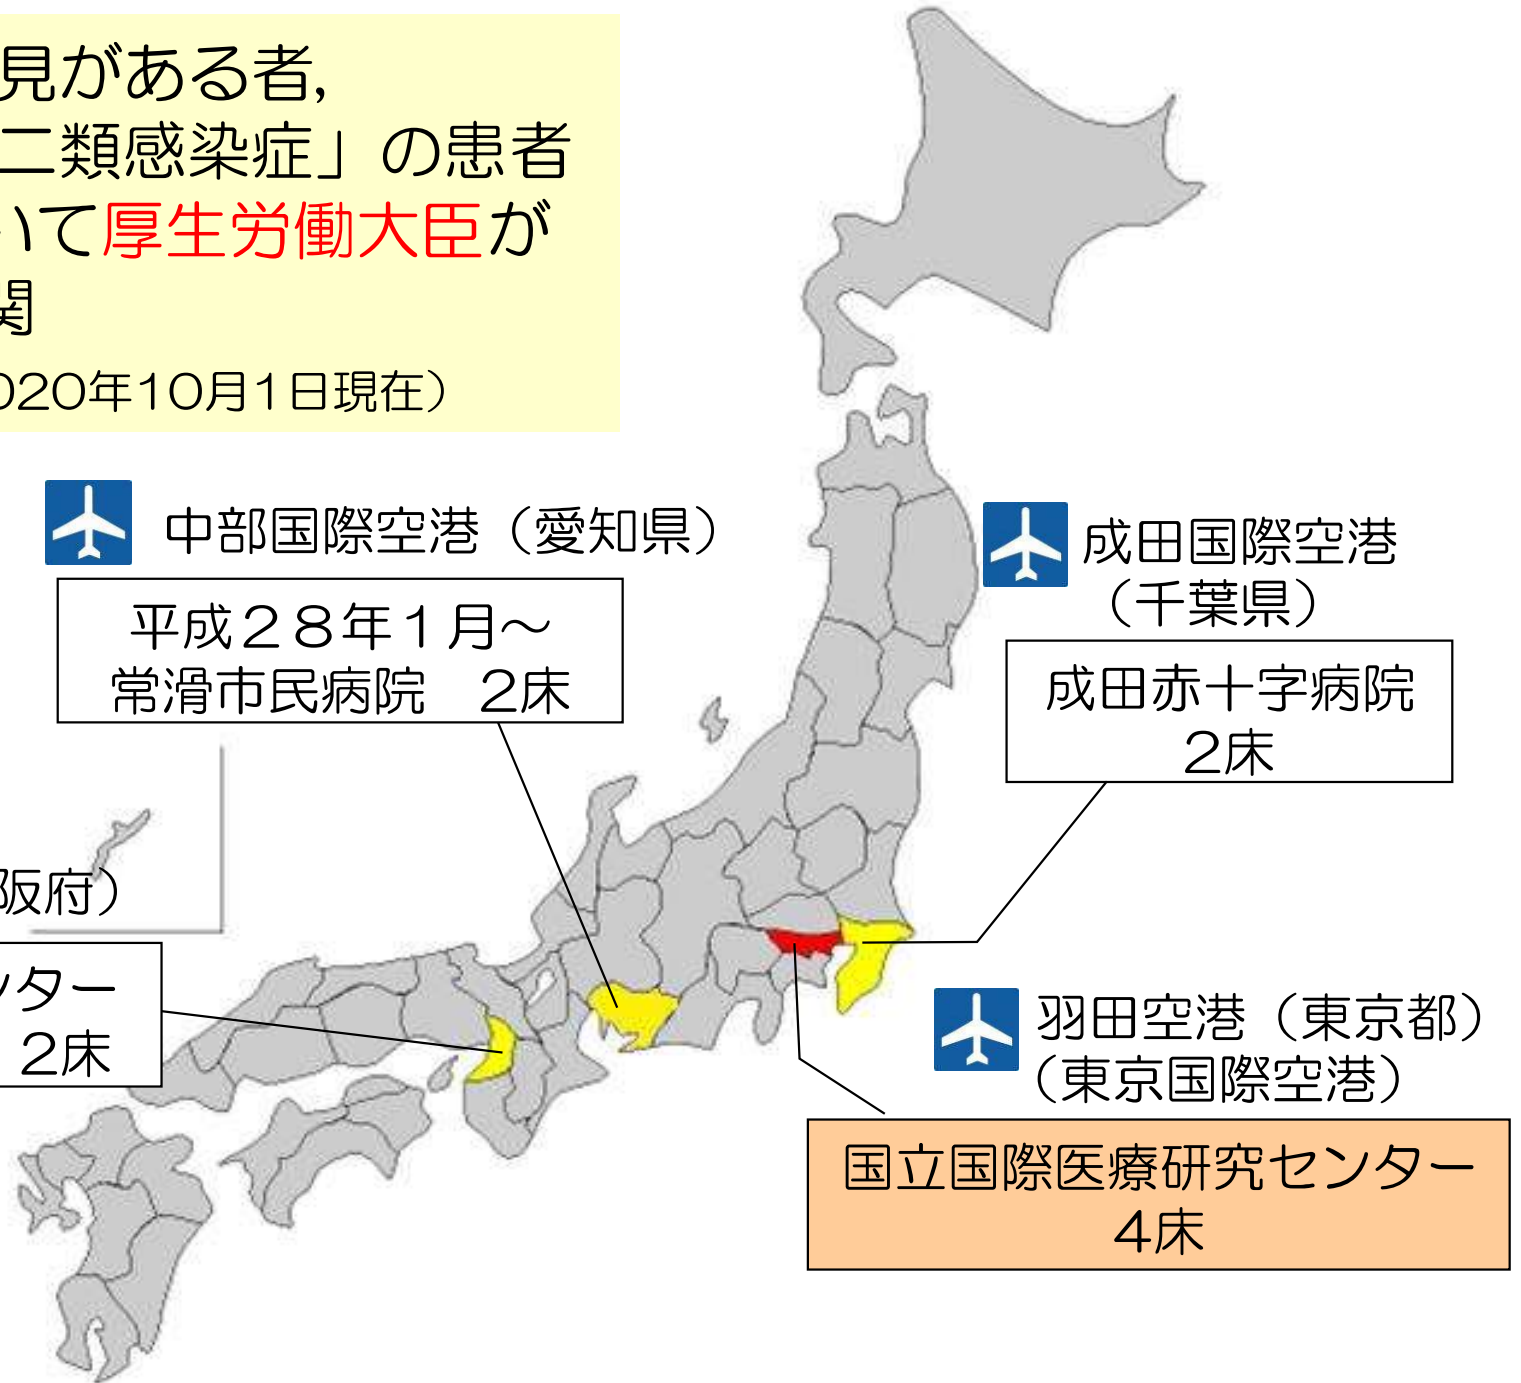 見がある者,
二類感染症」の患者
いて厚生労働大臣が
関
020年10月1日現在）
中部国際空港（愛知県）
平成２８年１月～
常滑市民病院　2床
成田国際空港
（千葉県）
成田赤十字病院
2床
阪府）
ンター
2床
羽田空港（東京都）
（東京国際空港）
国立国際医療研究センター
4床